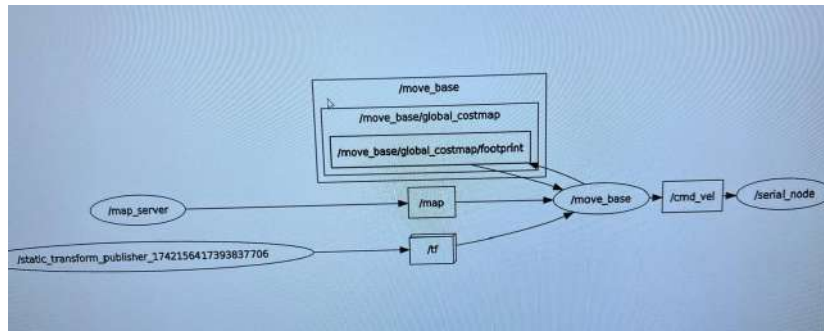 /move_base
/move_base/global_costmap
/move_base/global_costmap/footprint
/map_server
/map
/move_base
/cmd_vel
/serial_node
/static_transform_publisher_1742156417393837706
/tf